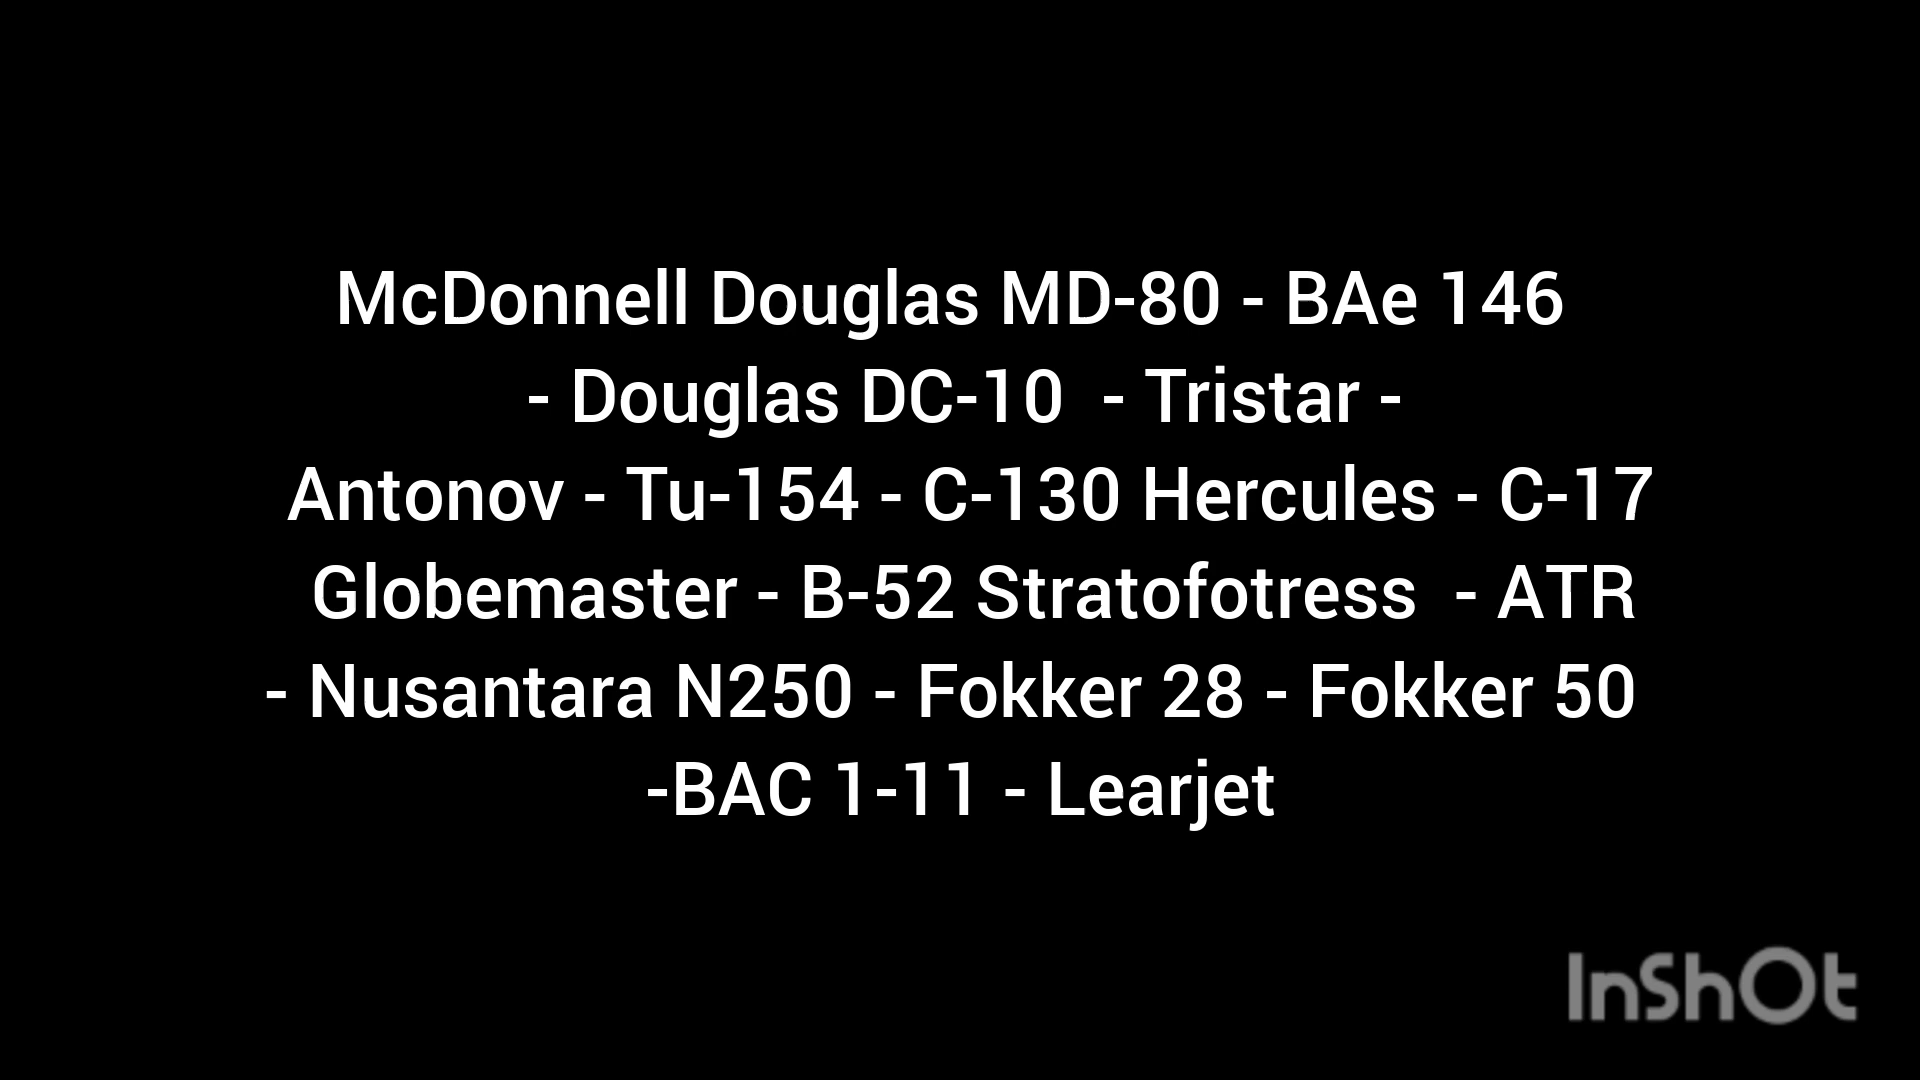 McDonnell Douglas MD-80 - BAe 146
- Douglas DC-10  - Tristar -
Antonov - Tu-154 - C-130 Hercules - C-17
Globemaster - B-52 Stratofotress  - ATR
- Nusantara N250 - Fokker 28 - Fokker 50
-BAC 1-11 - Learjet
InShOt